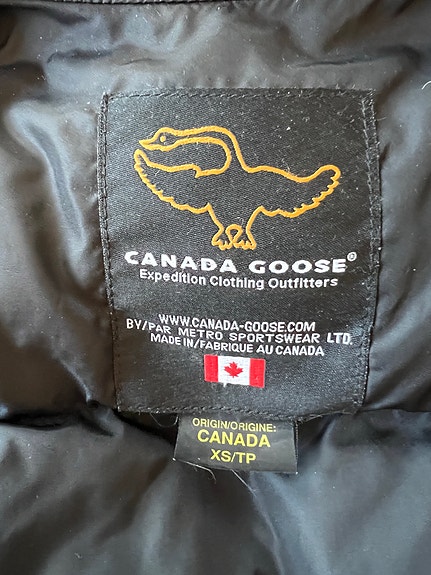 CANADA GOOSE®
Expedition Clothing Outfitters
WWW.CANADA-GOOSE.COM
BY/PAR METRO SPORTSWEAR LTD.
MADE IN/FABRIQUE AU CANADA
ORIGIN/ORIGINE:
CANADA
XS/TP